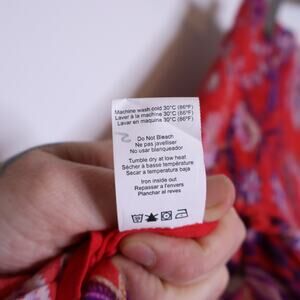 Machine wash cold 30°C (86°F)
Laver à la machine 30°C (86°F)
Lavar en maquina 30°C (86°F)
Do Not Bleach
Ne pas javelliser
No usar blanqueador
Tumble dry at low heat
Sécher à basse température
Secar a temperatura baja
Iron inside out
Repasser a l'envers
Planchar al reves